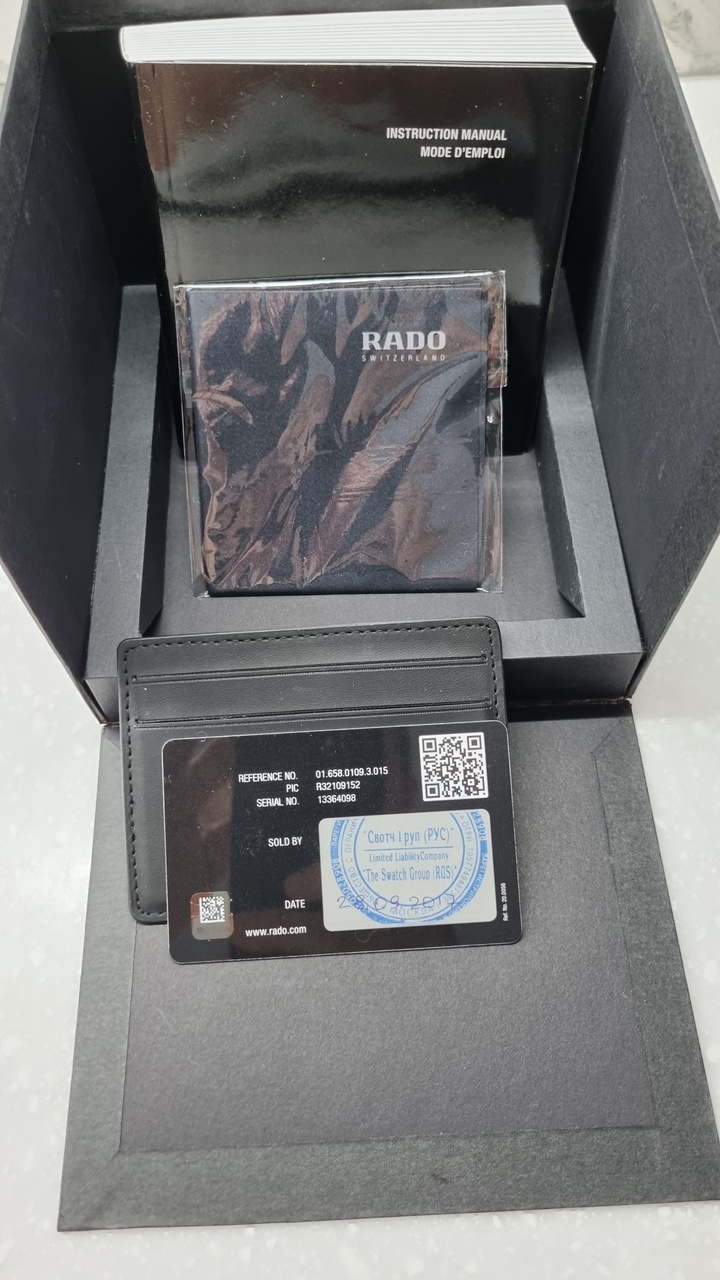 INSTRUCTION MANUAL
MODE D'EMPLOI
RADO
SWITZERLAND
REFERENCE NO. 01.658.0109.3.015
PIC R32109152
SERIAL NO. 13364098
SOLD BY
"Свотч Груп (РУС)"
Limited Liability Company
"The Swatch Group (RUS)"
МОСКВА
DATE
www.rado.com